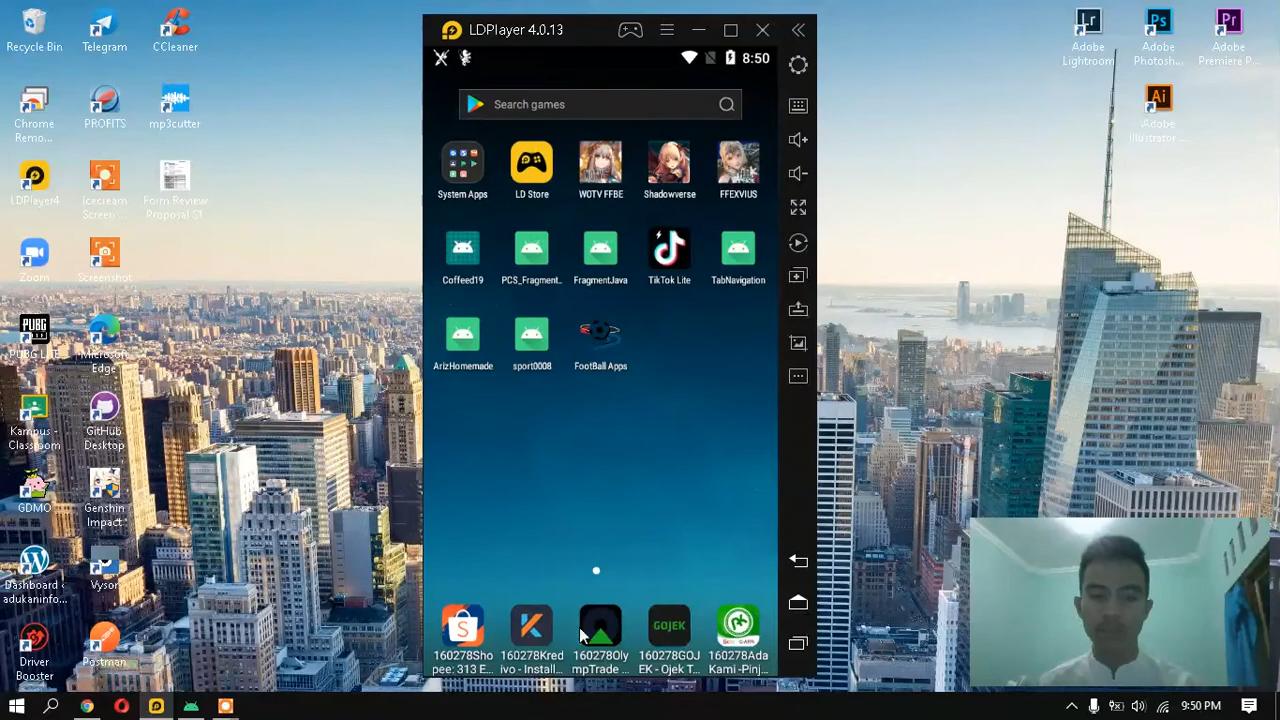 LDPlayer 4.0.13
8:50
Search games
System Apps
LD Store
WOTV FFBE
Shadowverse
FFEXVIUS
Coffeed19
PCS_Fragment..
FragmentJava
TikTok Lite
TabNavigation
ArizHomemade
sport0008
FootBall Apps
160278Sho
pee: 313 E...
160278Kred
ivo - Install...
160278Oly
mpTrade ...
GOJEK
160278GOJ
EK - Ojek T...
160278Ada
Kami -Pinj...
Recycle Bin
Telegram
CCleaner
Chrome
Remo...
PROFITS
mp3cutter
LDPlayer4
Icecream
Screen ...
Form Review
Proposal S1
Zoom
Screenshot
PUBG LITE
Microsoft
Edge
Kampus -
Classroom
GitHub
Desktop
GDMO
Genshin
Impact
Dashboard ‹
adukaninfo...
Vysor
Driver
Boost...
Postman
Lr
Ps
Pr
Adobe
Lightroom
Adobe
Photosh...
Adobe
Premiere P...
Ai
Adobe
Illustrator ...
9:50 PM